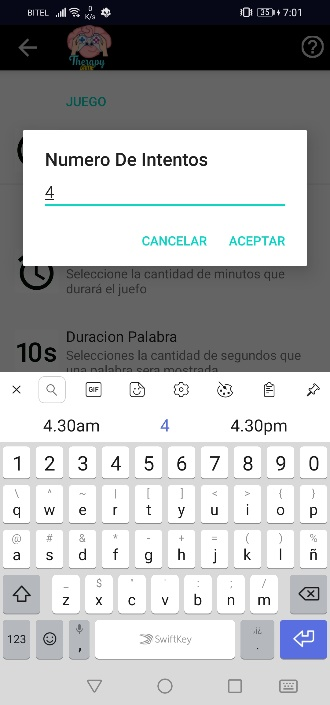 BITEL 0 K/s 35 7:01
Therapy
JUEGO
Numero De Intentos
4
CANCELAR ACEPTAR
Seleccione la cantidad de minutos que
durará el juefo
10s Duracion Palabra
Selecciones la cantidad de segundos que
una palabra sera mostrada
GIF
4.30am 4 4.30pm
1 2 3 4 5 6 7 8 9 0
\ ^ ~ | [ ] < > { }
q w e r t y u i o p
@ # & * - + = ( ) %
a s d f g h j k l ñ
_ $ " ' : ; /
z x c v b n m
123 , SwiftKey .